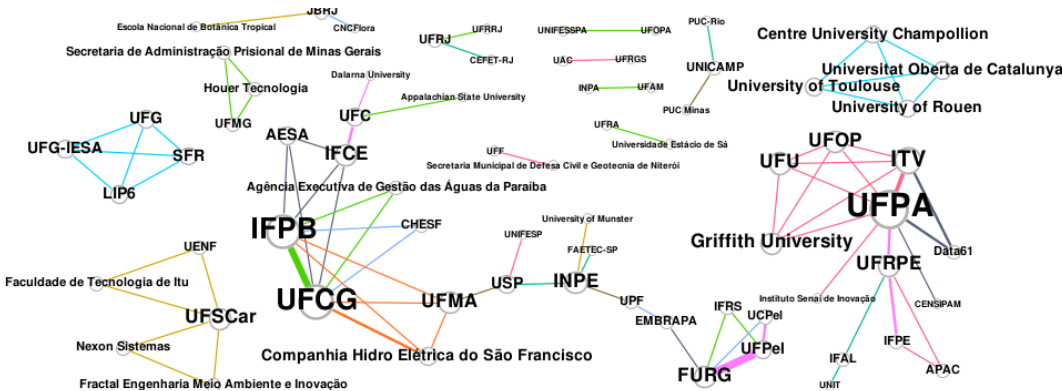 JBRJ
Escola Nacional de Botânica Tropical
CNCFlora
Secretaria de Administração Prisional de Minas Gerais
Houer Tecnologia
UFMG
UFRRJ
UFRJ
CEFET-RJ
UNIFESSPA
UFOPA
UAC
UFRGS
INPA
UFAM
PUC-Rio
UNICAMP
PUC Minas
Centre University Champollion
Universitat Oberta de Catalunya
University of Toulouse
University of Rouen
Dalarna University
Appalachian State University
UFC
UFRA
Universidade Estácio de Sá
UFF
Secretaria Municipal de Defesa Civil e Geotecnia de Niterói
UFG
UFG-IESA
SFR
LIP6
AESA
IFCE
Agência Executiva de Gestão das Águas da Paraíba
IFPB
CHESF
UFCG
UFMA
Companhia Hidro Elétrica do São Francisco
UNIFESP
University of Munster
FAETEC-SP
USP
INPE
UPF
EMBRAPA
IFRS
UCPel
UFPel
FURG
UFOP
UFU
ITV
UFPA
Griffith University
Data61
UFRPE
Instituto Senai de Inovação
CENSIPAM
IFAL
IFPE
UNIT
APAC
UENF
Faculdade de Tecnologia de Itu
UFSCar
Nexon Sistemas
Fractal Engenharia Meio Ambiente e Inovação